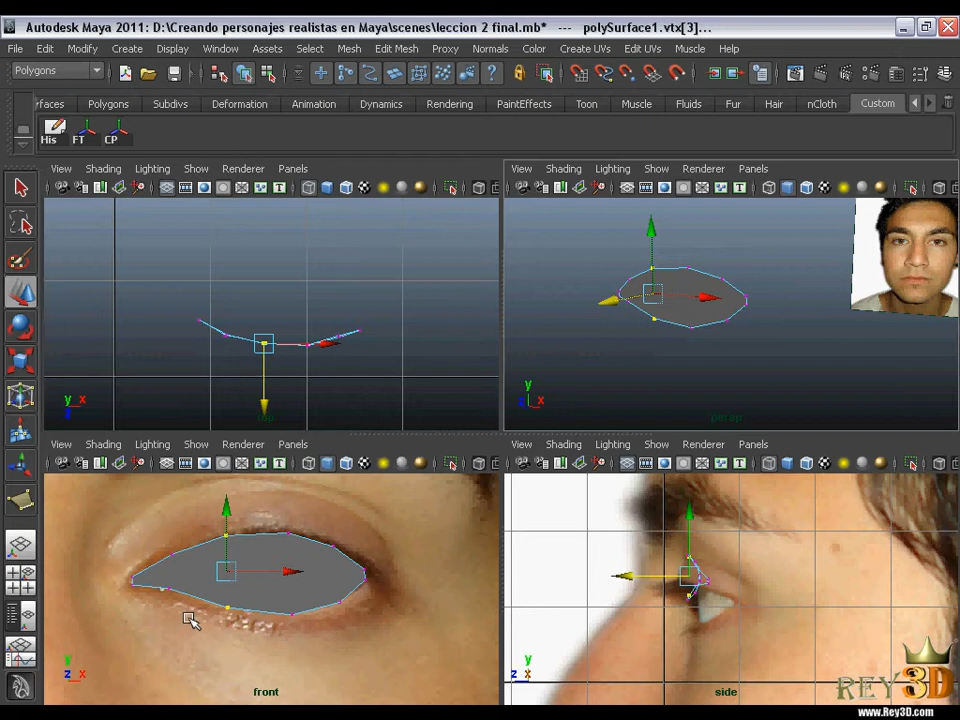 Autodesk Maya 2011: D:\Creando personajes realistas en Maya\scenes\leccion 2 final.mb* --- polySurface1.vtx[3]...
File Edit Modify Create Display Window Assets Select Mesh Edit Mesh Proxy Normals Color Create UVs Edit UVs Muscle Help
Polygons
rfaces Polygons Subdivs Deformation Animation Dynamics Rendering PaintEffects Toon Muscle Fluids Fur Hair nCloth Custom
His FT CP
View Shading Lighting Show Renderer Panels
View Shading Lighting Show Renderer Panels
y x
z
top
y
z x
persp
View Shading Lighting Show Renderer Panels
View Shading Lighting Show Renderer Panels
y
z x
front
y
z
side
REY3D
www.Rey3D.com